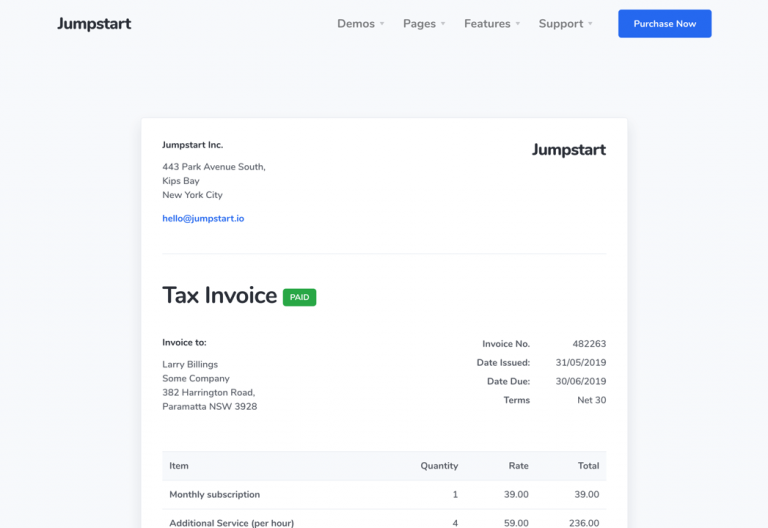 Jumpstart Demos Pages Features Support Purchase Now
Jumpstart Inc.
Jumpstart
443 Park Avenue South,
Kips Bay
New York City
hello@jumpstart.io
Tax Invoice PAID
Invoice to:
Larry Billings
Some Company
382 Harrington Road,
Paramatta NSW 3928
Invoice No. 482263
Date Issued: 31/05/2019
Date Due: 30/06/2019
Terms Net 30
Item Quantity Rate Total
Monthly subscription 1 39.00 39.00
Additional Service (per hour) 4 59.00 236.00